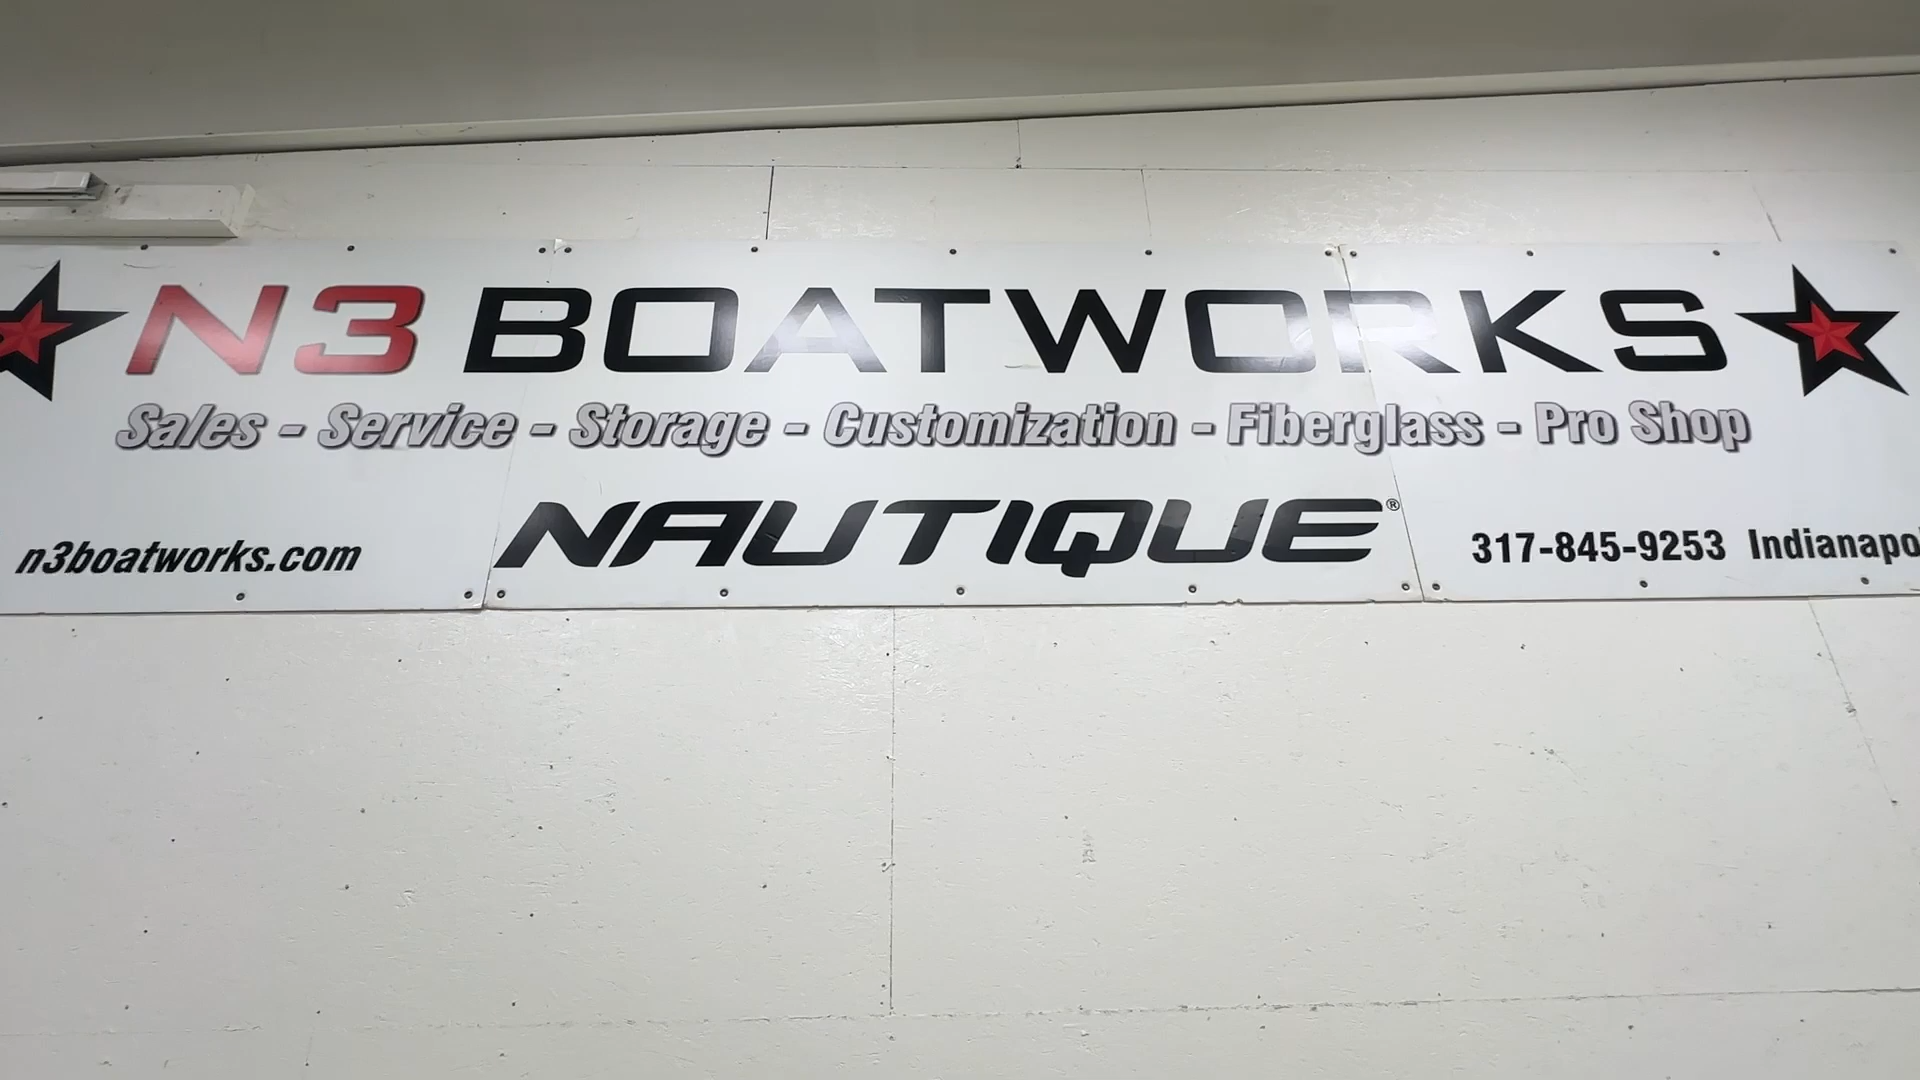 N3 BOATWORKS
Sales - Service - Storage - Customization - Fiberglass - Pro Shop
NAUTIQUE®
n3boatworks.com
317-845-9253